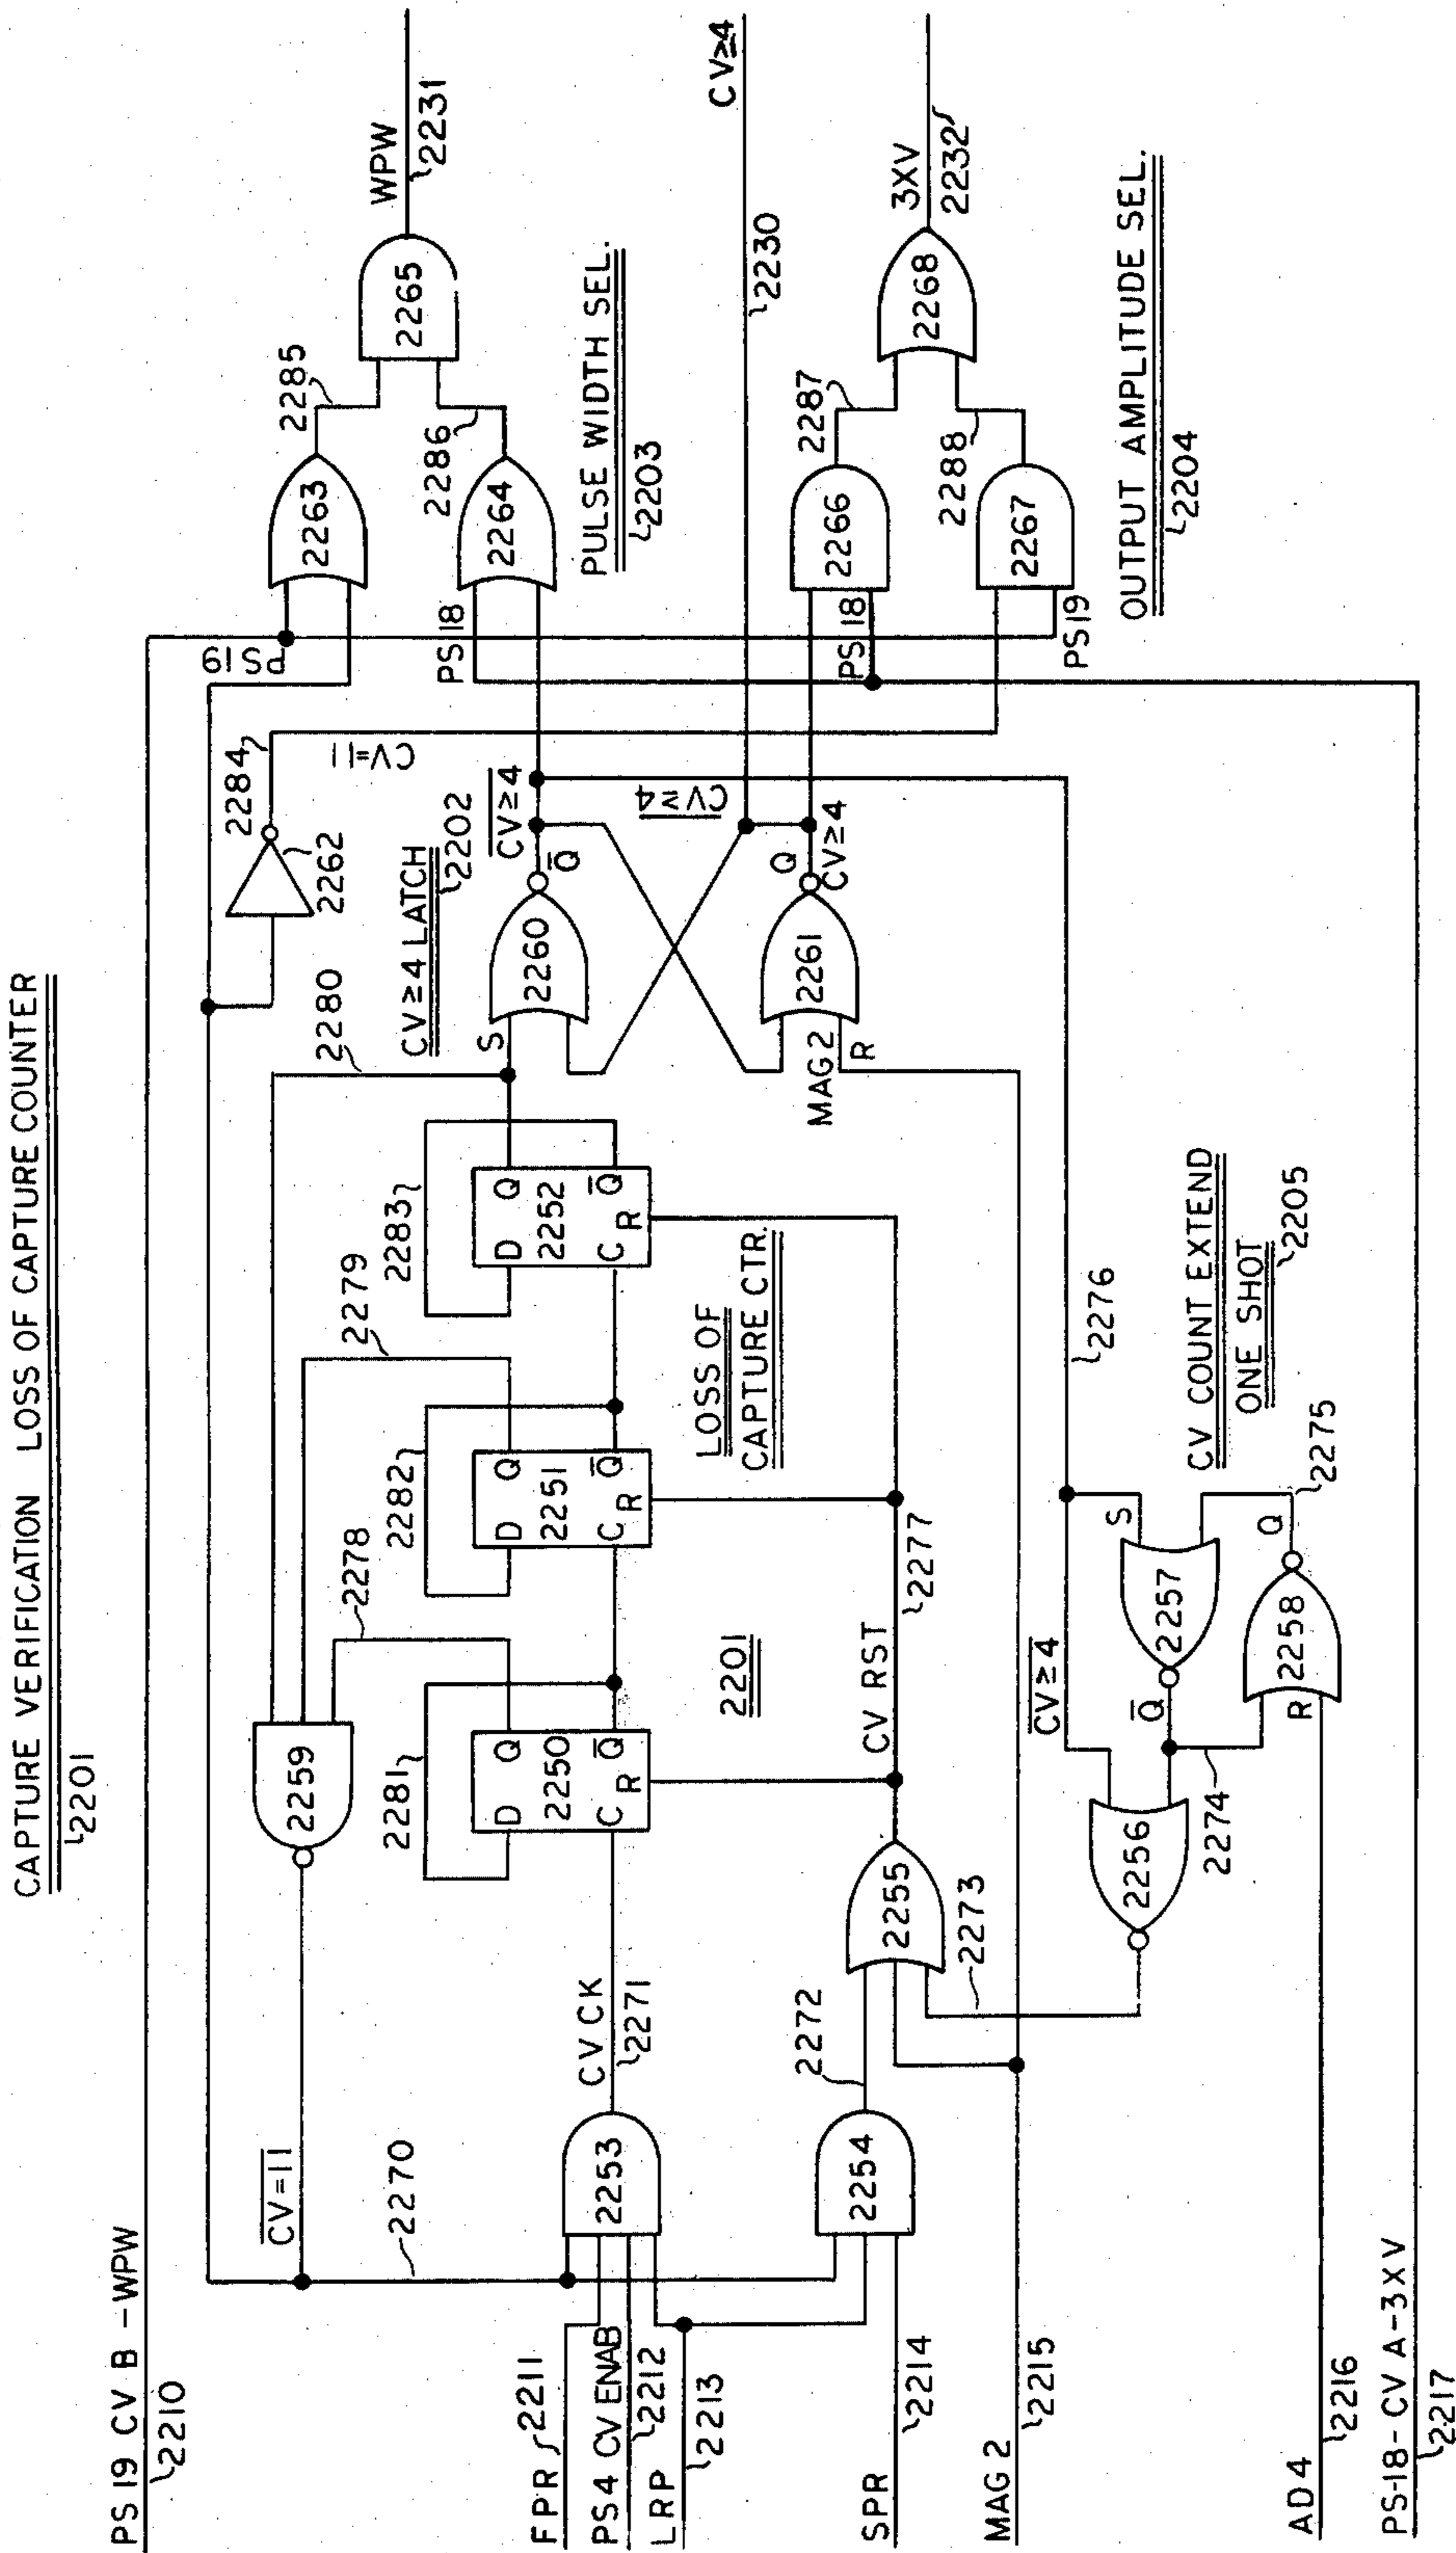 CAPTURE VERIFICATION LOSS OF CAPTURE COUNTER
2201
PS 19 CV B - WPW
2210
CV=11
2270
FPR 2211
PS4 CV ENAB
2212
LRP
2213
SPR
2214
MAG 2
2215
AD4
2216
PS-18- CV A-3XV
2217
2253
CV CK
2271
2254
2272
2255
2273
2256
2274
CV RST
2277
2259
2278
2279
2280
2281
D Q
2250
C Q
R
2201
2282
D Q
2251
C Q
R
2283
D Q
2252
C Q
R
LOSS OF
CAPTURE CTR.
CV≥4
Q
2257
S
2258
R
Q
2275
2276
CV COUNT EXTEND
ONE SHOT
2205
CV≥4 LATCH
2202
S
2260
Q
CV≥4
CV≥4
MAG 2
R
2261
Q
CV≥4
2262
2284
CV=11
PS19
2263
2285
PS 18
2264
2286
2265
WPW
2231
PULSE WIDTH SEL.
2203
CV≥4
2230
PS 18
2266
2287
2267
PS19
2288
2268
3XV
2232
OUTPUT AMPLITUDE SEL.
2204